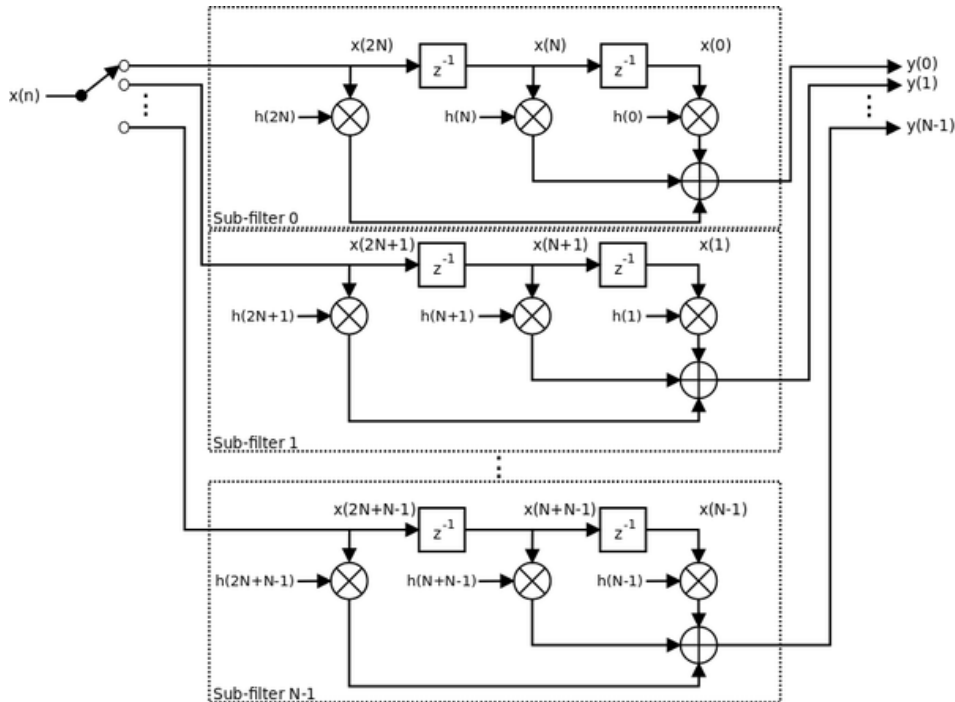 x(2N) z⁻¹ x(N) z⁻¹ x(0)
x(n)
h(2N) h(N) h(0)
Sub-filter 0
y(0)
y(1)
y(N-1)
x(2N+1) z⁻¹ x(N+1) z⁻¹ x(1)
h(2N+1) h(N+1) h(1)
Sub-filter 1
x(2N+N-1) z⁻¹ x(N+N-1) z⁻¹ x(N-1)
h(2N+N-1) h(N+N-1) h(N-1)
Sub-filter N-1